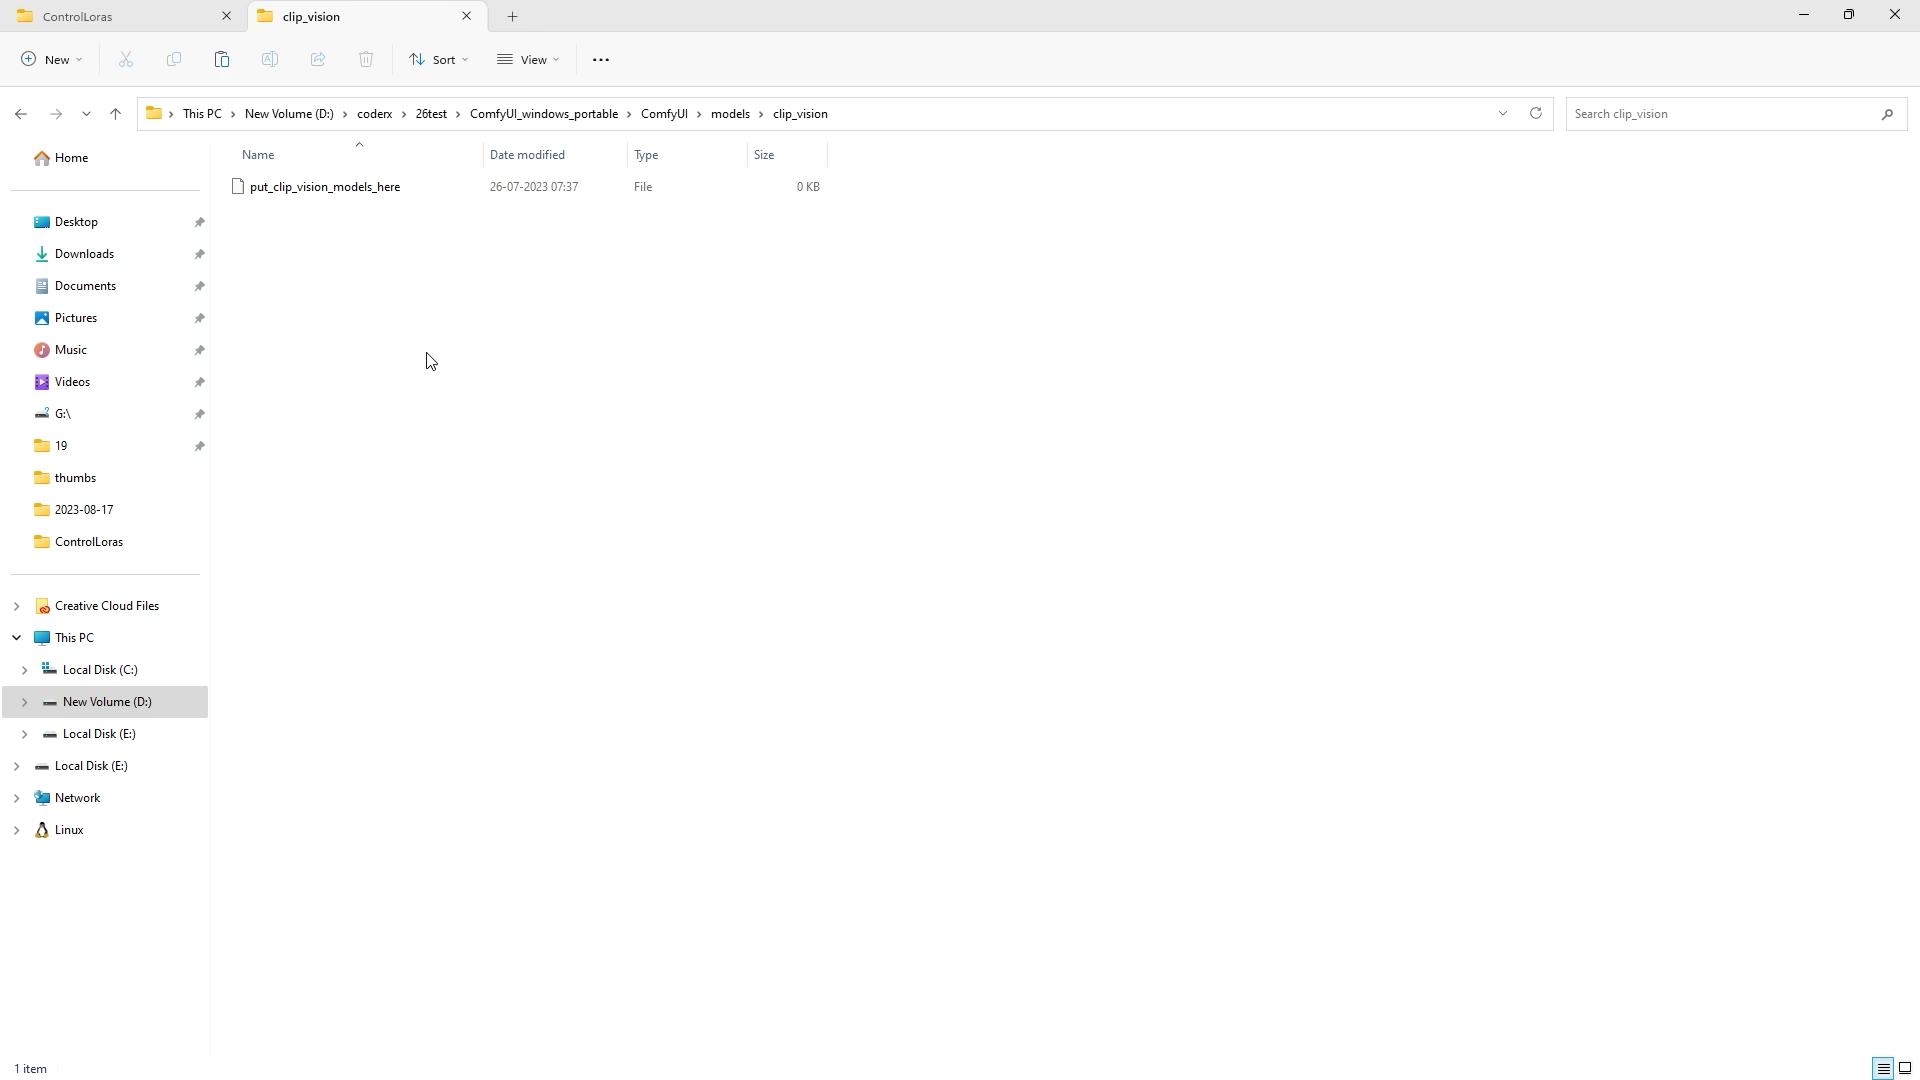 ControlLoras
clip_vision
New
Sort
View
This PC > New Volume (D:) > coderx > 26test > ComfyUI_windows_portable > ComfyUI > models > clip_vision
Search clip_vision
Name Date modified Type Size
put_clip_vision_models_here 26-07-2023 07:37 File 0 KB
Home
Desktop
Downloads
Documents
Pictures
Music
Videos
G:\
19
thumbs
2023-08-17
ControlLoras
Creative Cloud Files
This PC
Local Disk (C:)
New Volume (D:)
Local Disk (E:)
Local Disk (E:)
Network
Linux
1 item